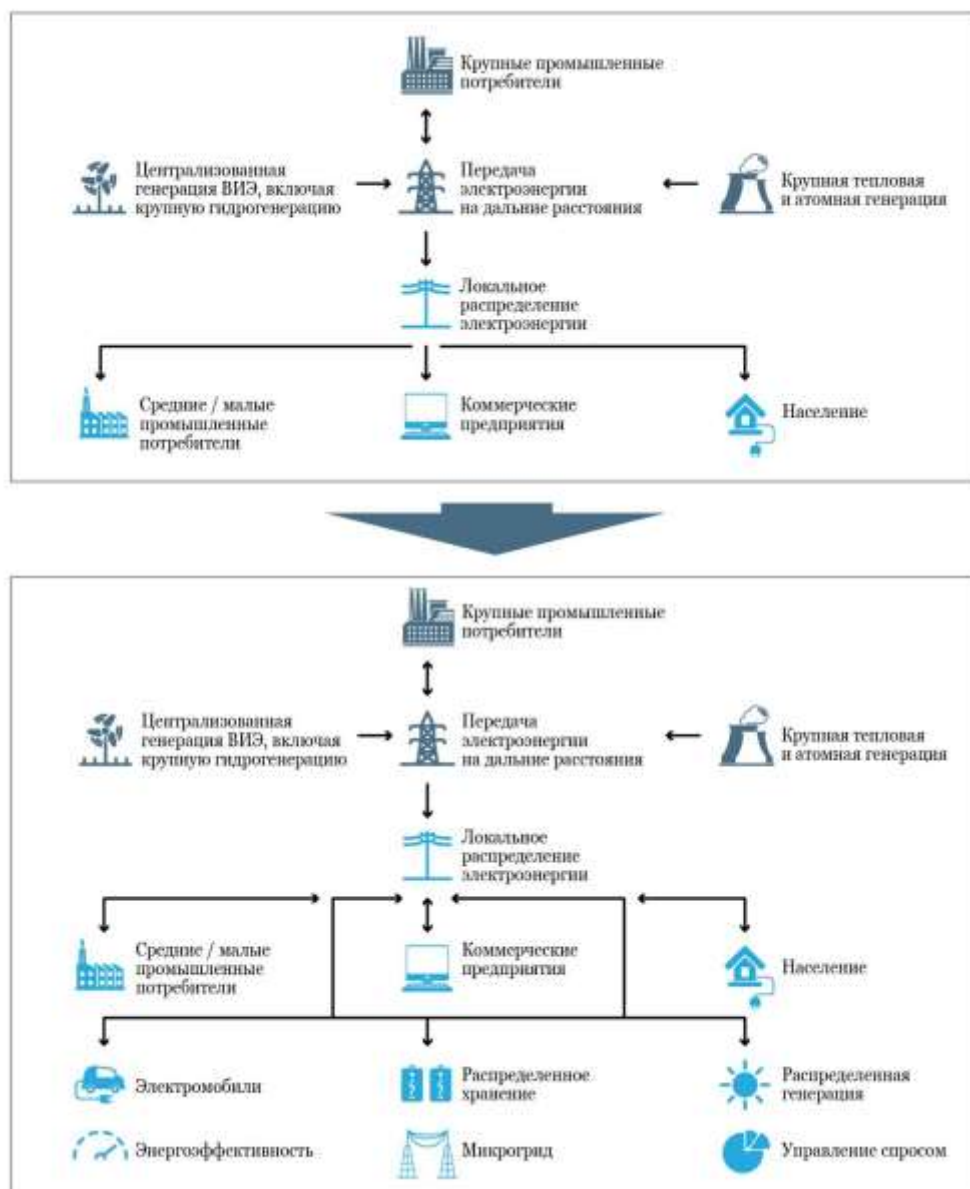 Крупные промышленные
потребители
Централизованная
генерация ВИЭ, включая
крупную гидрогенерацию
Передача
электроэнергии
на дальние расстояния
Крупная тепловая
и атомная генерация
Локальное
распределение
электроэнергии
Средние / малые
промышленные
потребители
Коммерческие
предприятия
Население
Крупные промышленные
потребители
Централизованная
генерация ВИЭ, включая
крупную гидрогенерацию
Передача
электроэнергии
на дальние расстояния
Крупная тепловая
и атомная генерация
Локальное
распределение
электроэнергии
Средние / малые
промышленные
потребители
Коммерческие
предприятия
Население
Электромобили
Распределенное
хранение
Распределенная
генерация
Энергоэффективность
Микрогрид
Управление спросом